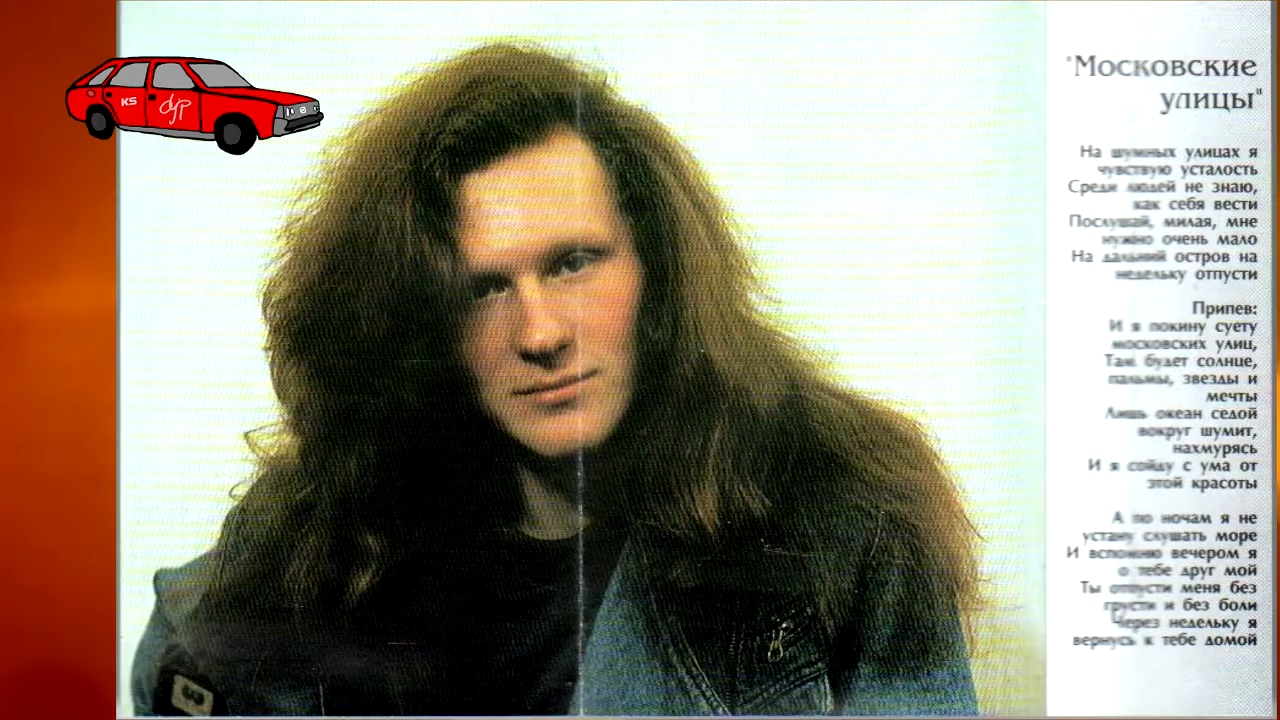 KS
"Московские
улицы"
На шумных улицах я
чувствую усталость
Среди людей не знаю,
как себя вести
Послушай, милая, мне
нужно очень мало
На дальний остров на
недельку отпусти
Припев:
И я покину суету
московских улиц,
Там будет солнце,
пальмы, звезды и
мечты
Лишь океан седой
вокруг шумит,
нахмурясь
И я сойду с ума от
этой красоты
А по ночам я не
устану слушать море
И вспомню вечером я
о тебе друг мой
Ты отпусти меня без
грусти и без боли
Через недельку я
вернусь к тебе домой